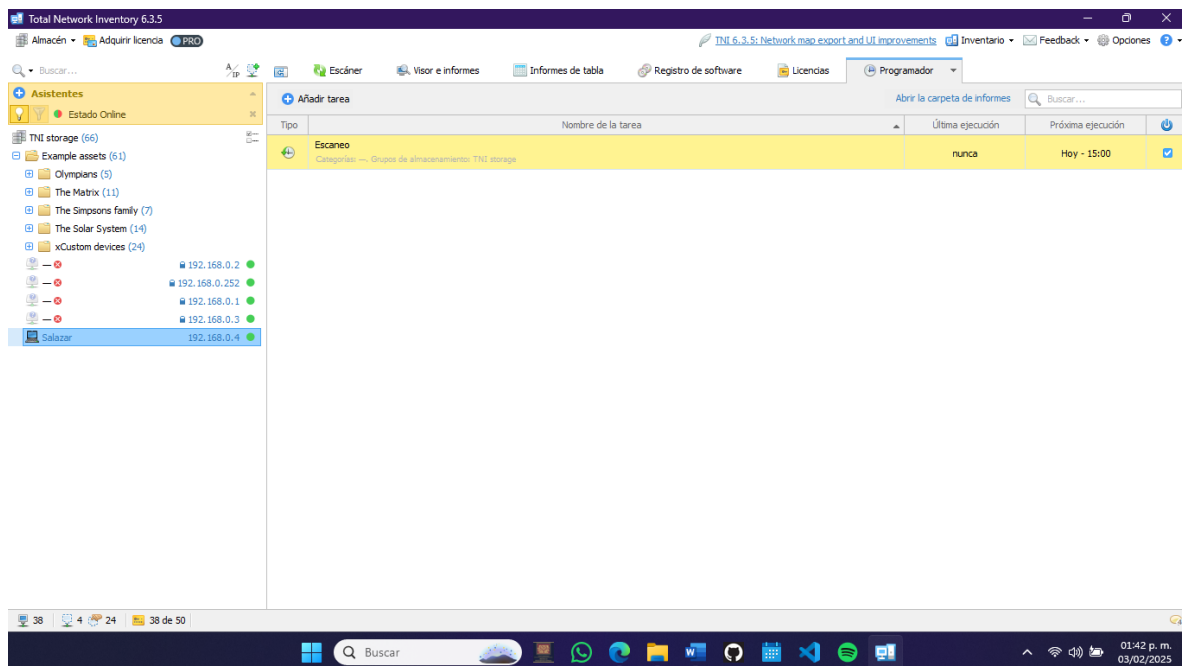 Total Network Inventory 6.3.5
Almacén Adquirir licencia PRO TNI 6.3.5: Network map export and UI improvements Inventario Feedback Opciones ?
Buscar... A/IP Escáner Visor e informes Informes de tabla Registro de software Licencias Programador
Asistentes Añadir tarea Abrir la carpeta de informes Buscar...
Estado Online
Tipo Nombre de la tarea Última ejecución Próxima ejecución
TNI storage (66)
Escaneo
Categorías: —. Grupos de almacenamiento: TNI storage nunca Hoy - 15:00
Example assets (61)
Olympians (5)
The Matrix (11)
The Simpsons family (7)
The Solar System (14)
xCustom devices (24)
— 192.168.0.2
— 192.168.0.252
— 192.168.0.1
— 192.168.0.3
Salazar 192.168.0.4
38 4 24 38 de 50
Buscar 01:42 p. m.
03/02/2025